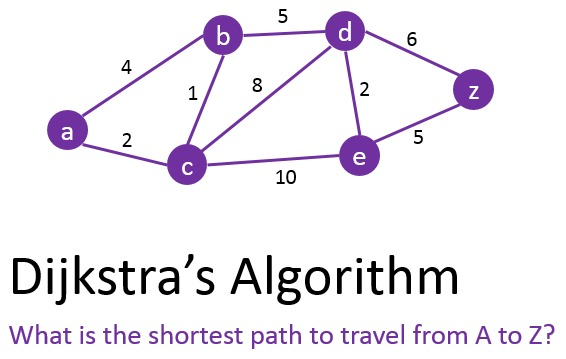 5
b
d
6
4
1
8
2
z
a
2
c
e
5
10
Dijkstra’s Algorithm
What is the shortest path to travel from A to Z?